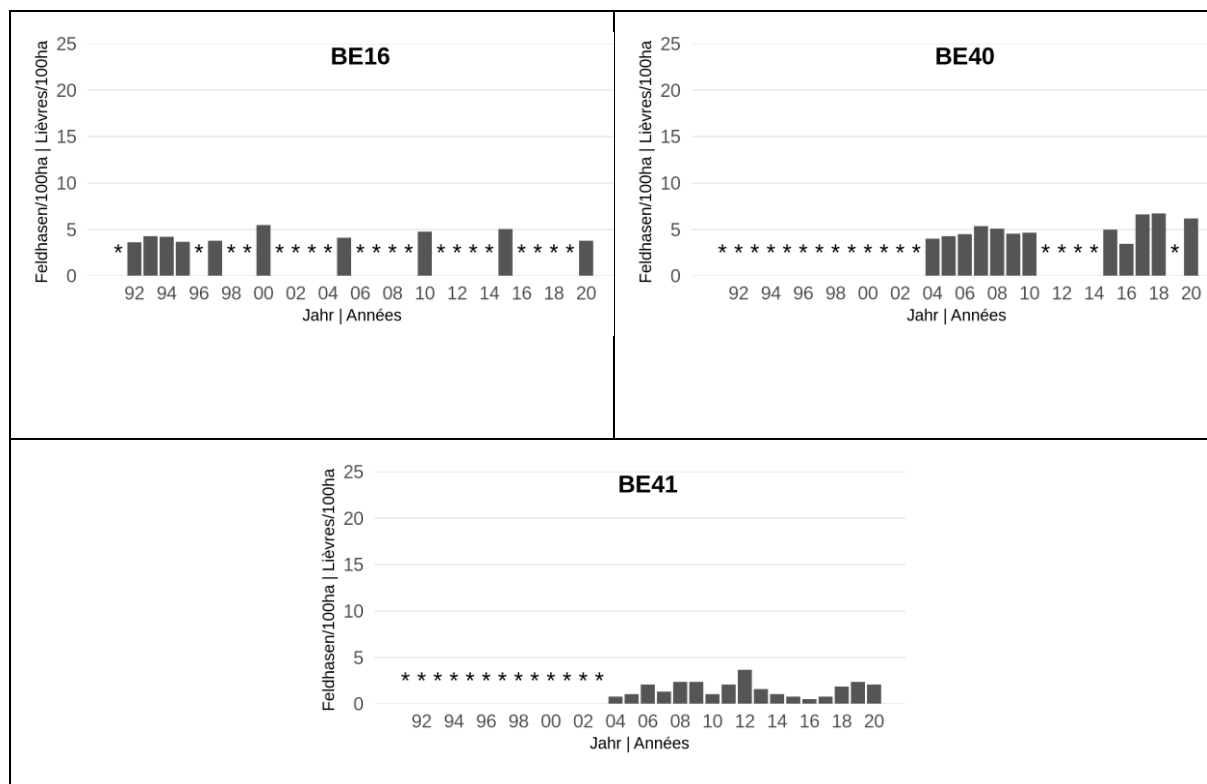 BE16
Feldhasen/100ha | Lièvres/100ha
25
20
15
10
5
0
* * * * * * * * * * * * * * * * * * * *
92 94 96 98 00 02 04 06 08 10 12 14 16 18 20
Jahr | Années
BE40
Feldhasen/100ha | Lièvres/100ha
25
20
15
10
5
0
* * * * * * * * * * * * * * * * * *
92 94 96 98 00 02 04 06 08 10 12 14 16 18 20
Jahr | Années
BE41
Feldhasen/100ha | Lièvres/100ha
25
20
15
10
5
0
* * * * * * * * * * * * *
92 94 96 98 00 02 04 06 08 10 12 14 16 18 20
Jahr | Années